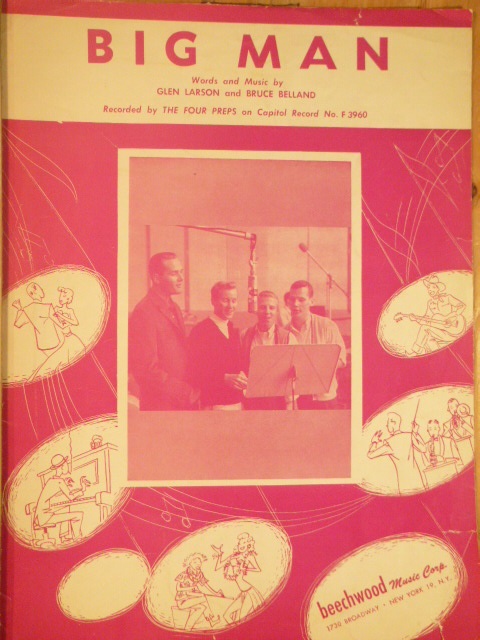 BIG MAN
Words and Music by
GLEN LARSON and BRUCE BELLAND
Recorded by THE FOUR PREPS on Capitol Record No. F 3960
beechwood Music Corp.
1730 BROADWAY · NEW YORK 19, N.Y.